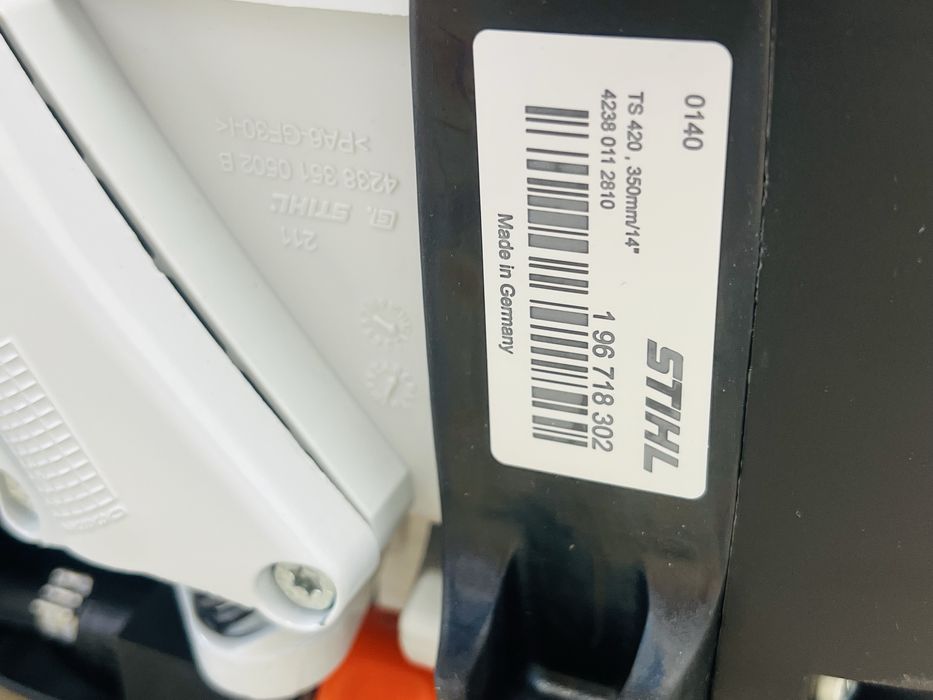 0140
STIHL
TS 420 , 350mm/14"
4238 011 2810
1 96 718 302
Made in Germany
211
STIHL
4238 351 0502 B
>PA6-GF30-I<